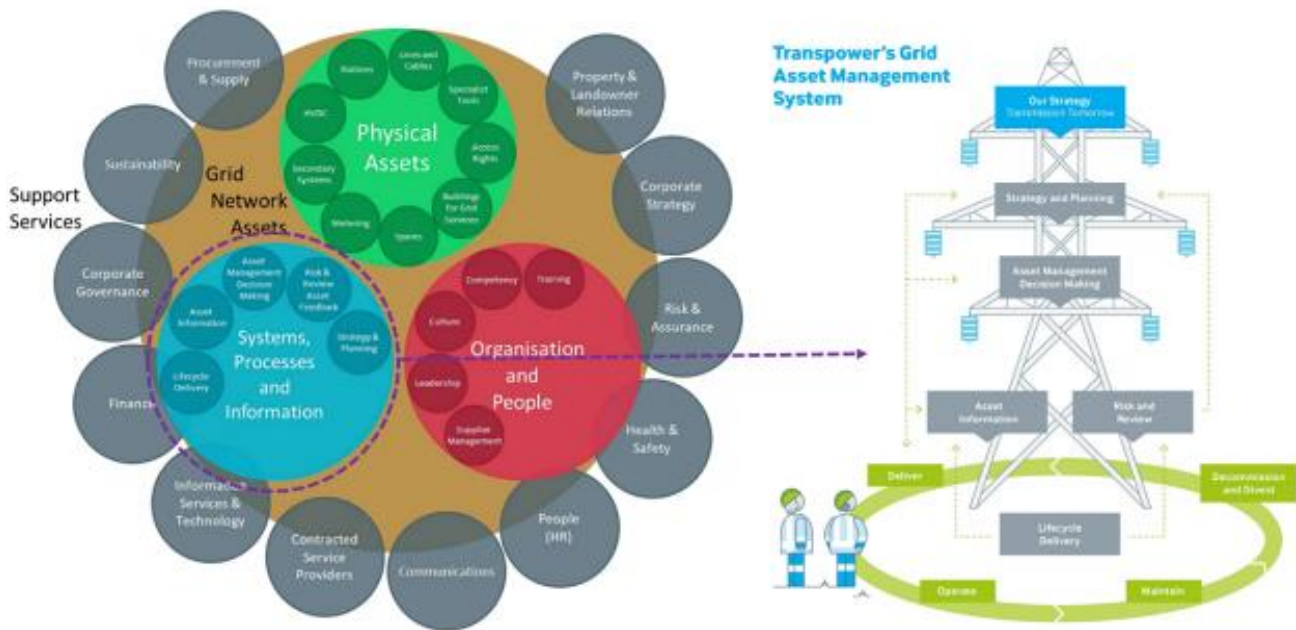 Procurement
& Supply
Sustainability
Support
Services
Corporate
Governance
Finance
Information
Services &
Technology
Contracted
Service
Providers
Communications
People
(HR)
Health &
Safety
Risk &
Assurance
Corporate
Strategy
Property &
Landowner
Relations
Grid
Network
Assets
Physical
Assets
Stations
Lines and
Cables
Specialist
Tools
Access
Rights
Buildings
For Grid
Services
Spares
Metering
Secondary
Systems
HVDC
Systems,
Processes
and
Information
Asset
Management
Decision
Making
Risk &
Review
Asset
Feedback
Strategy &
Planning
Asset
Information
Lifecycle
Delivery
Organisation
and
People
Competency
Training
Culture
Leadership
Supplier
Management
Transpower's Grid
Asset Management
System
Our Strategy
Transmission Tomorrow
Strategy and Planning
Asset Management
Decision Making
Asset
Information
Risk and
Review
Deliver
Decommission
and Divest
Lifecycle
Delivery
Operate
Maintain